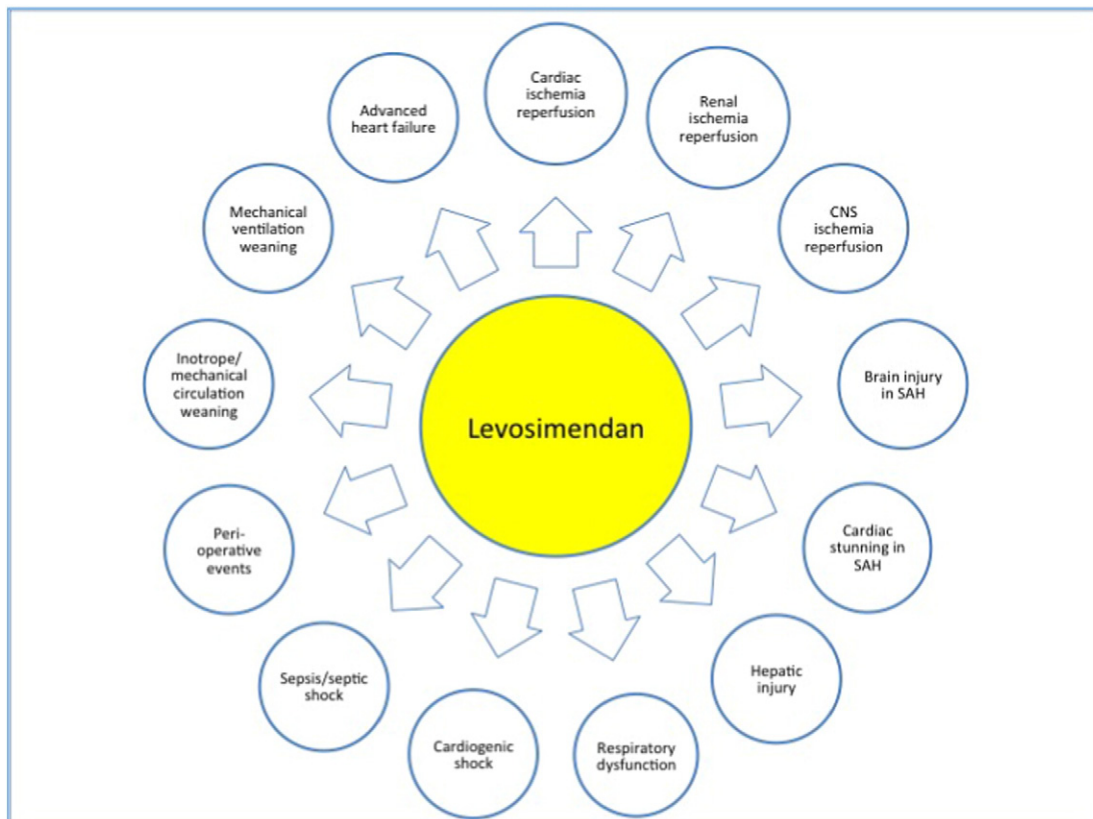 Cardiac
ischemia
reperfusion
Renal
ischemia
reperfusion
CNS
ischemia
reperfusion
Brain injury
in SAH
Cardiac
stunning in
SAH
Hepatic
injury
Respiratory
dysfunction
Cardiogenic
shock
Sepsis/septic
shock
Peri-
operative
events
Inotrope/
mechanical
circulation
weaning
Mechanical
ventilation
weaning
Advanced
heart failure
Levosimendan